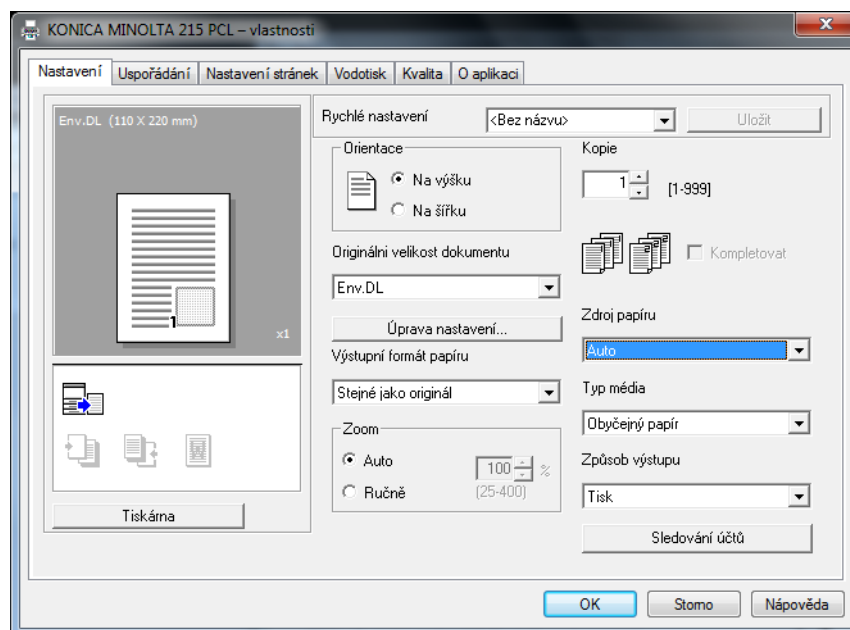 KONICA MINOLTA 215 PCL – vlastnosti
Nastavení Uspořádání Nastavení stránek Vodotisk Kvalita O aplikaci
Env.DL (110 X 220 mm)
1
x1
Tiskárna
Rychlé nastavení <Bez názvu> Uložit
Orientace
Na výšku
Na šířku
Originálni velikost dokumentu
Env.DL
Úprava nastavení...
Výstupní formát papíru
Stejné jako originál
Zoom
Auto 100 %
Ručně (25-400)
Kopie
1 [1-999]
Kompletovat
Zdroj papíru
Auto
Typ média
Obyčejný papír
Způsob výstupu
Tisk
Sledování účtů
OK Storno Nápověda